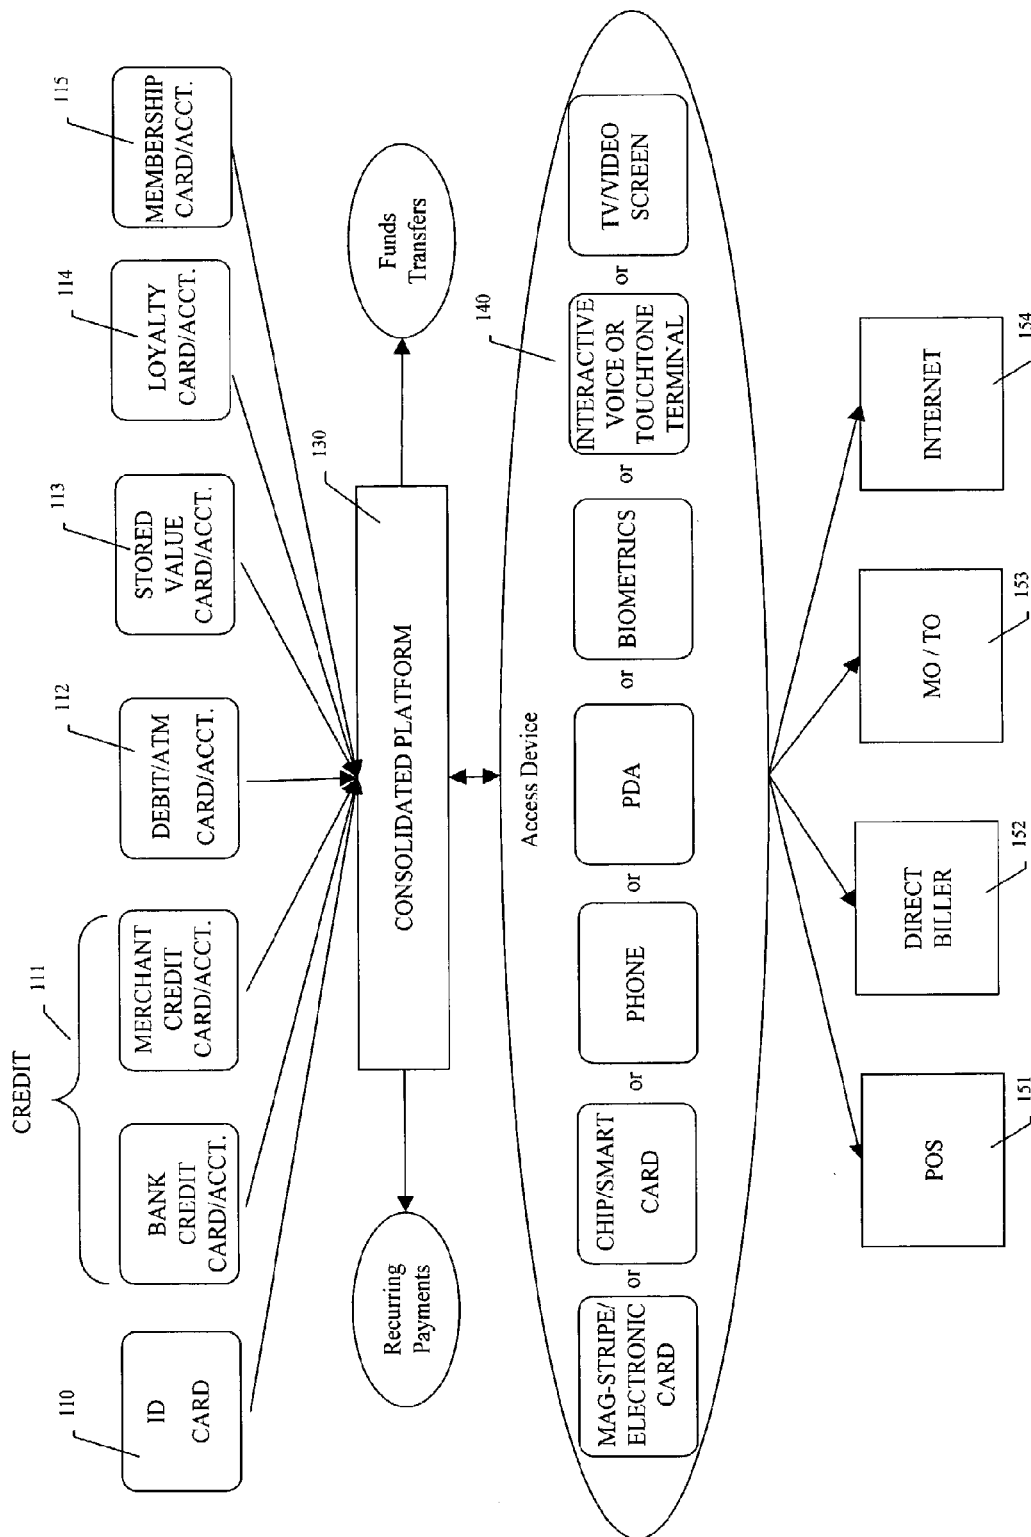 CREDIT
110
111
112
113
114
115
ID
CARD
BANK
CREDIT
CARD/ACCT.
MERCHANT
CREDIT
CARD/ACCT.
DEBIT/ATM
CARD/ACCT.
STORED
VALUE
CARD/ACCT.
LOYALTY
CARD/ACCT.
MEMBERSHIP
CARD/ACCT.
130
Recurring
Payments
CONSOLIDATED PLATFORM
Funds
Transfers
Access Device
140
MAG-STRIPE/
ELECTRONIC
CARD
or
CHIP/SMART
CARD
or
PHONE
or
PDA
or
BIOMETRICS
or
INTERACTIVE
VOICE OR
TOUCHTONE
TERMINAL
or
TV/VIDEO
SCREEN
POS
151
DIRECT
BILLER
152
MO / TO
153
INTERNET
154